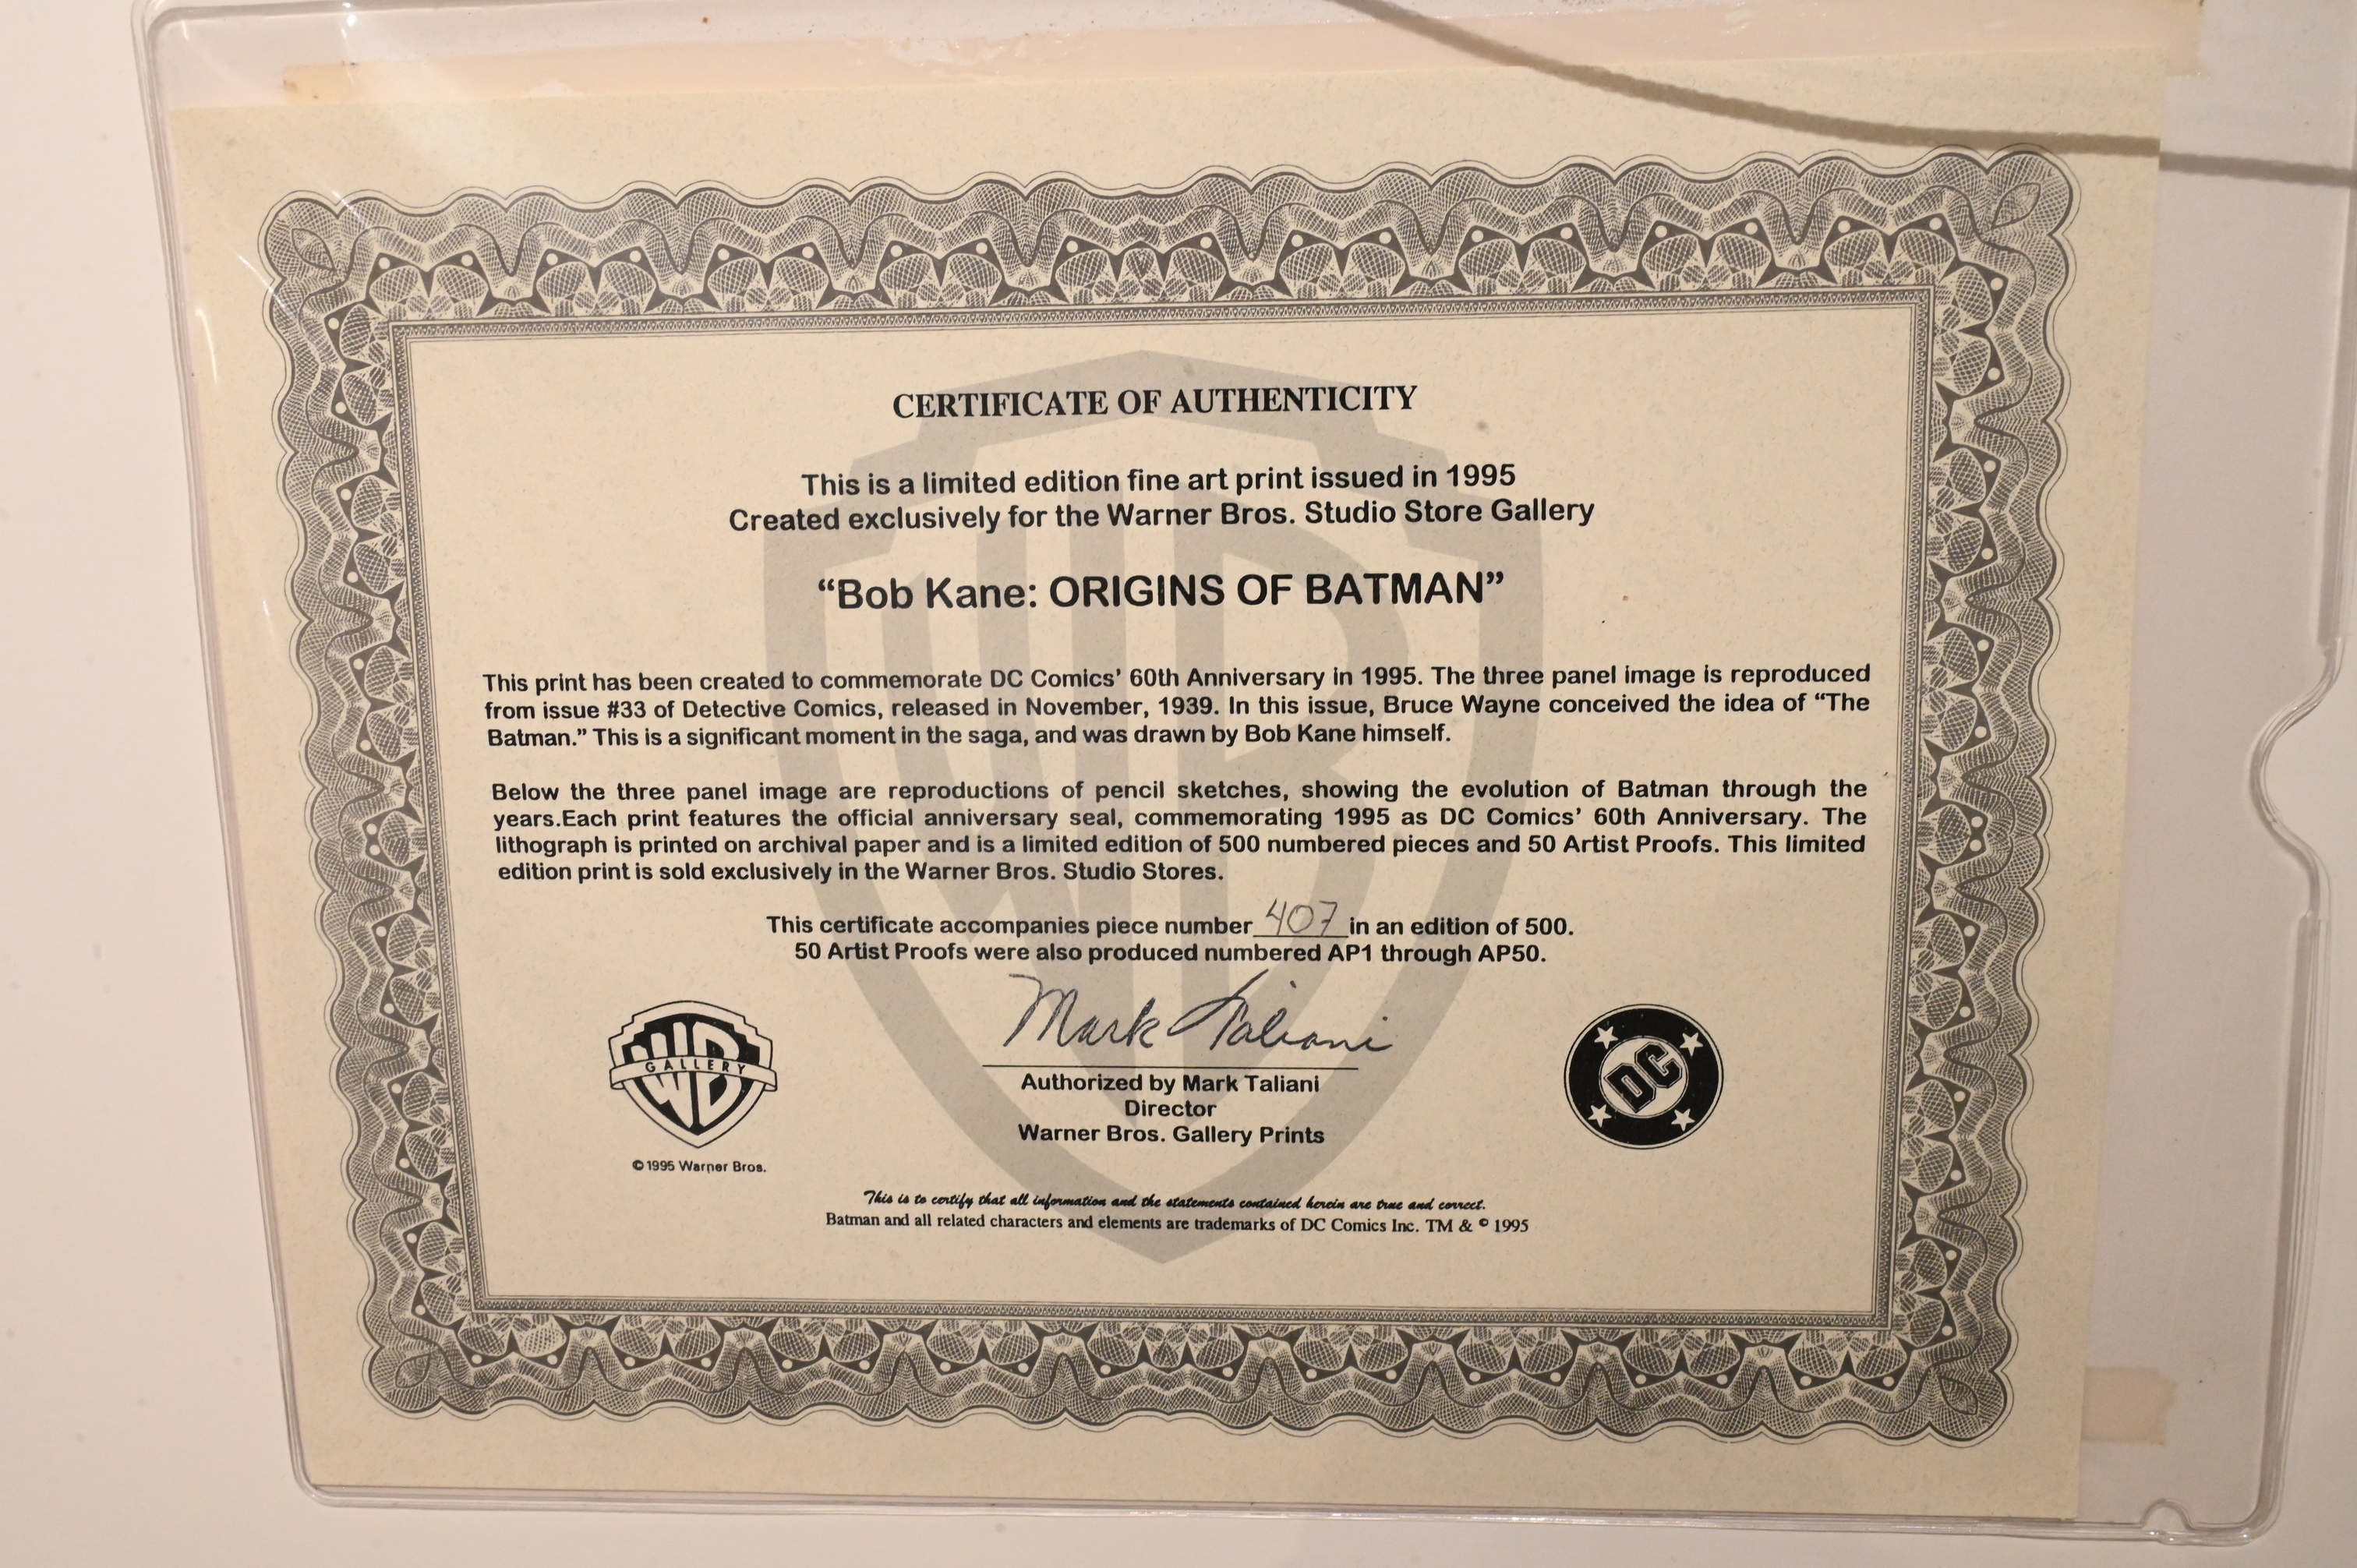 CERTIFICATE OF AUTHENTICITY
This is a limited edition fine art print issued in 1995
Created exclusively for the Warner Bros. Studio Store Gallery
“Bob Kane: ORIGINS OF BATMAN”
This print has been created to commemorate DC Comics’ 60th Anniversary in 1995. The three panel image is reproduced
from issue #33 of Detective Comics, released in November, 1939. In this issue, Bruce Wayne conceived the idea of “The
Batman.” This is a significant moment in the saga, and was drawn by Bob Kane himself.
Below the three panel image are reproductions of pencil sketches, showing the evolution of Batman through the
years.Each print features the official anniversary seal, commemorating 1995 as DC Comics’ 60th Anniversary. The
lithograph is printed on archival paper and is a limited edition of 500 numbered pieces and 50 Artist Proofs. This limited
edition print is sold exclusively in the Warner Bros. Studio Stores.
This certificate accompanies piece number 407 in an edition of 500.
50 Artist Proofs were also produced numbered AP1 through AP50.
Mark Taliani
WB
GALLERY
DC
Authorized by Mark Taliani
Director
Warner Bros. Gallery Prints
© 1995 Warner Bros.
This is to certify that all information and the statements contained herein are true and correct.
Batman and all related characters and elements are trademarks of DC Comics Inc. TM & © 1995